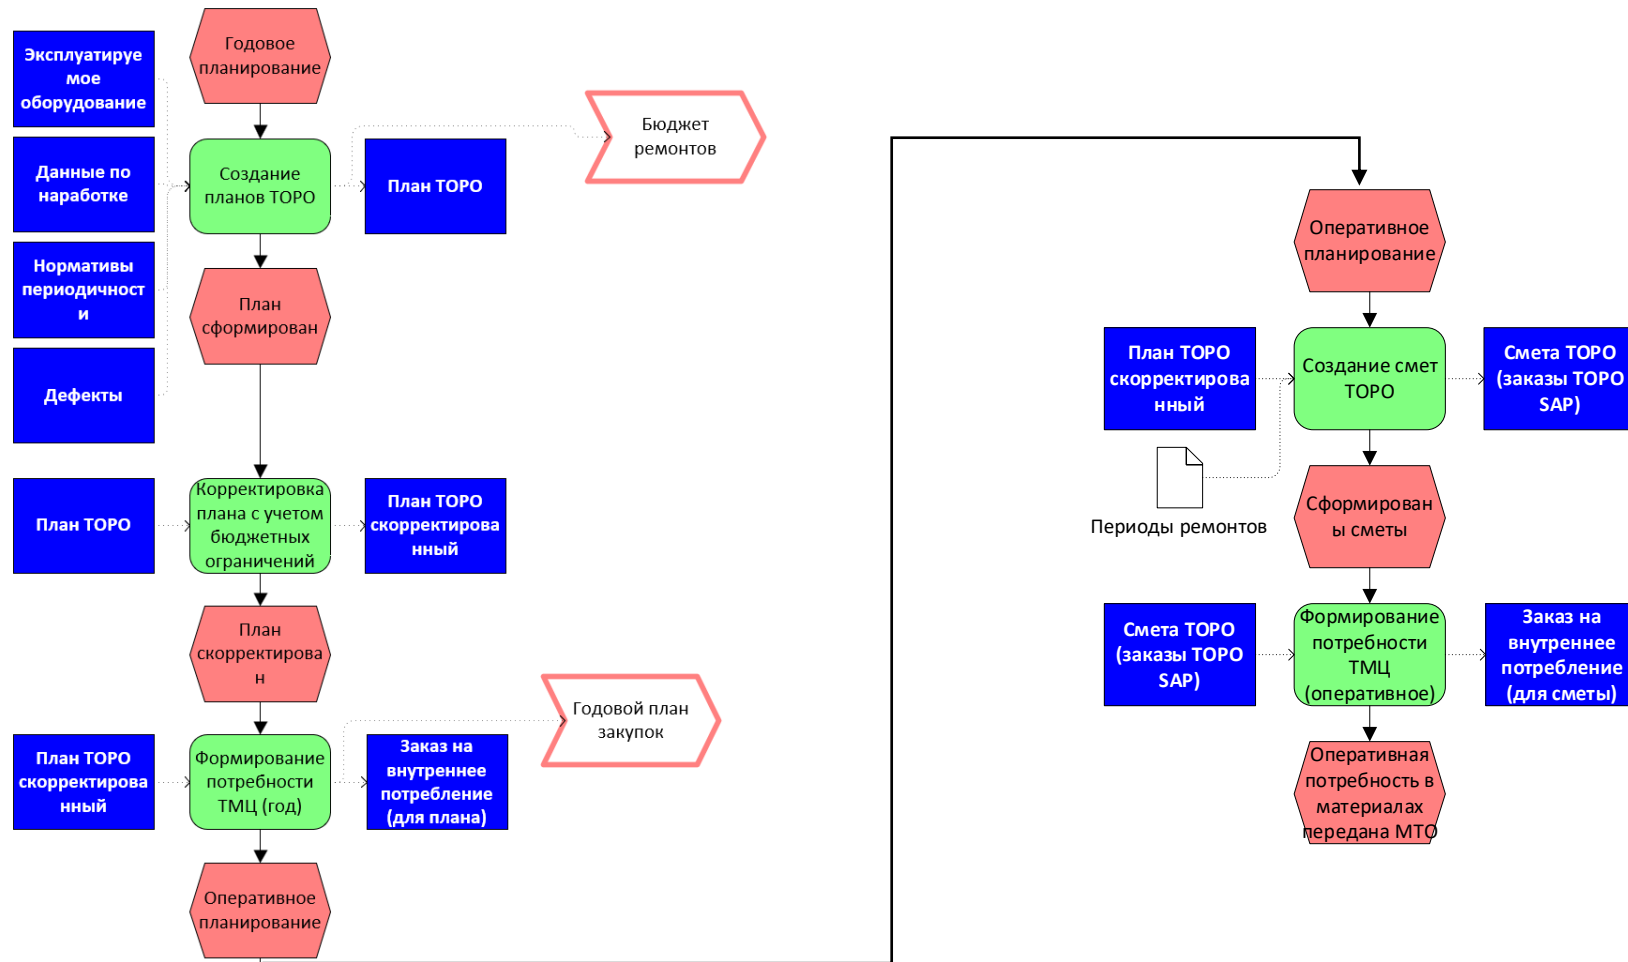 Годовое
планирование
Эксплуатируе
мое
оборудование
Данные по
наработке
Нормативы
периодичност
и
Дефекты
Создание
планов ТОРО
План ТОРО
Бюджет
ремонтов
План
сформирован
План ТОРО
Корректировка
плана с учетом
бюджетных
ограничений
План ТОРО
скорректирова
нный
План
скорректирова
н
План ТОРО
скорректирова
нный
Формирование
потребности
ТМЦ (год)
Заказ на
внутреннее
потребление
(для плана)
Годовой план
закупок
Оперативное
планирование
Оперативное
планирование
План ТОРО
скорректирова
нный
Создание смет
ТОРО
Смета ТОРО
(заказы ТОРО
SAP)
Периоды ремонтов
Сформирован
ы сметы
Смета ТОРО
(заказы ТОРО
SAP)
Формирование
потребности
ТМЦ
(оперативное)
Заказ на
внутреннее
потребление
(для сметы)
Оперативная
потребность в
материалах
передана МТО